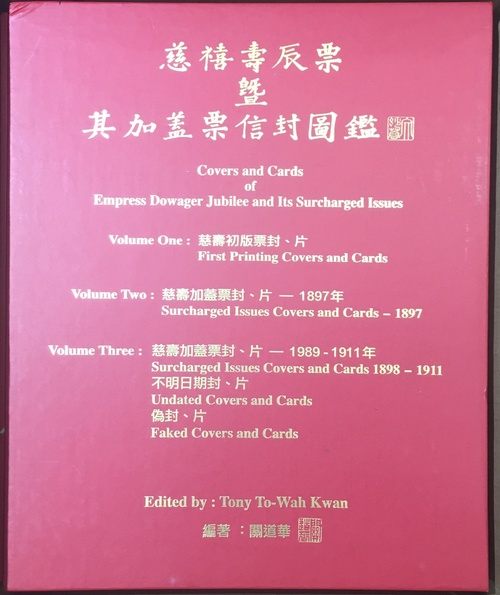 慈禧壽辰票
暨
其加蓋票信封圖鑑
Covers and Cards
of
Empress Dowager Jubilee and Its Surcharged Issues
Volume One : 慈壽初版票封、片
First Printing Covers and Cards
Volume Two : 慈壽加蓋票封、片 — 1897年
Surcharged Issues Covers and Cards – 1897
Volume Three : 慈壽加蓋票封、片 — 1989 - 1911年
Surcharged Issues Covers and Cards 1898 – 1911
不明日期封、片
Undated Covers and Cards
偽封、片
Faked Covers and Cards
Edited by : Tony To-Wah Kwan
編著 : 關道華